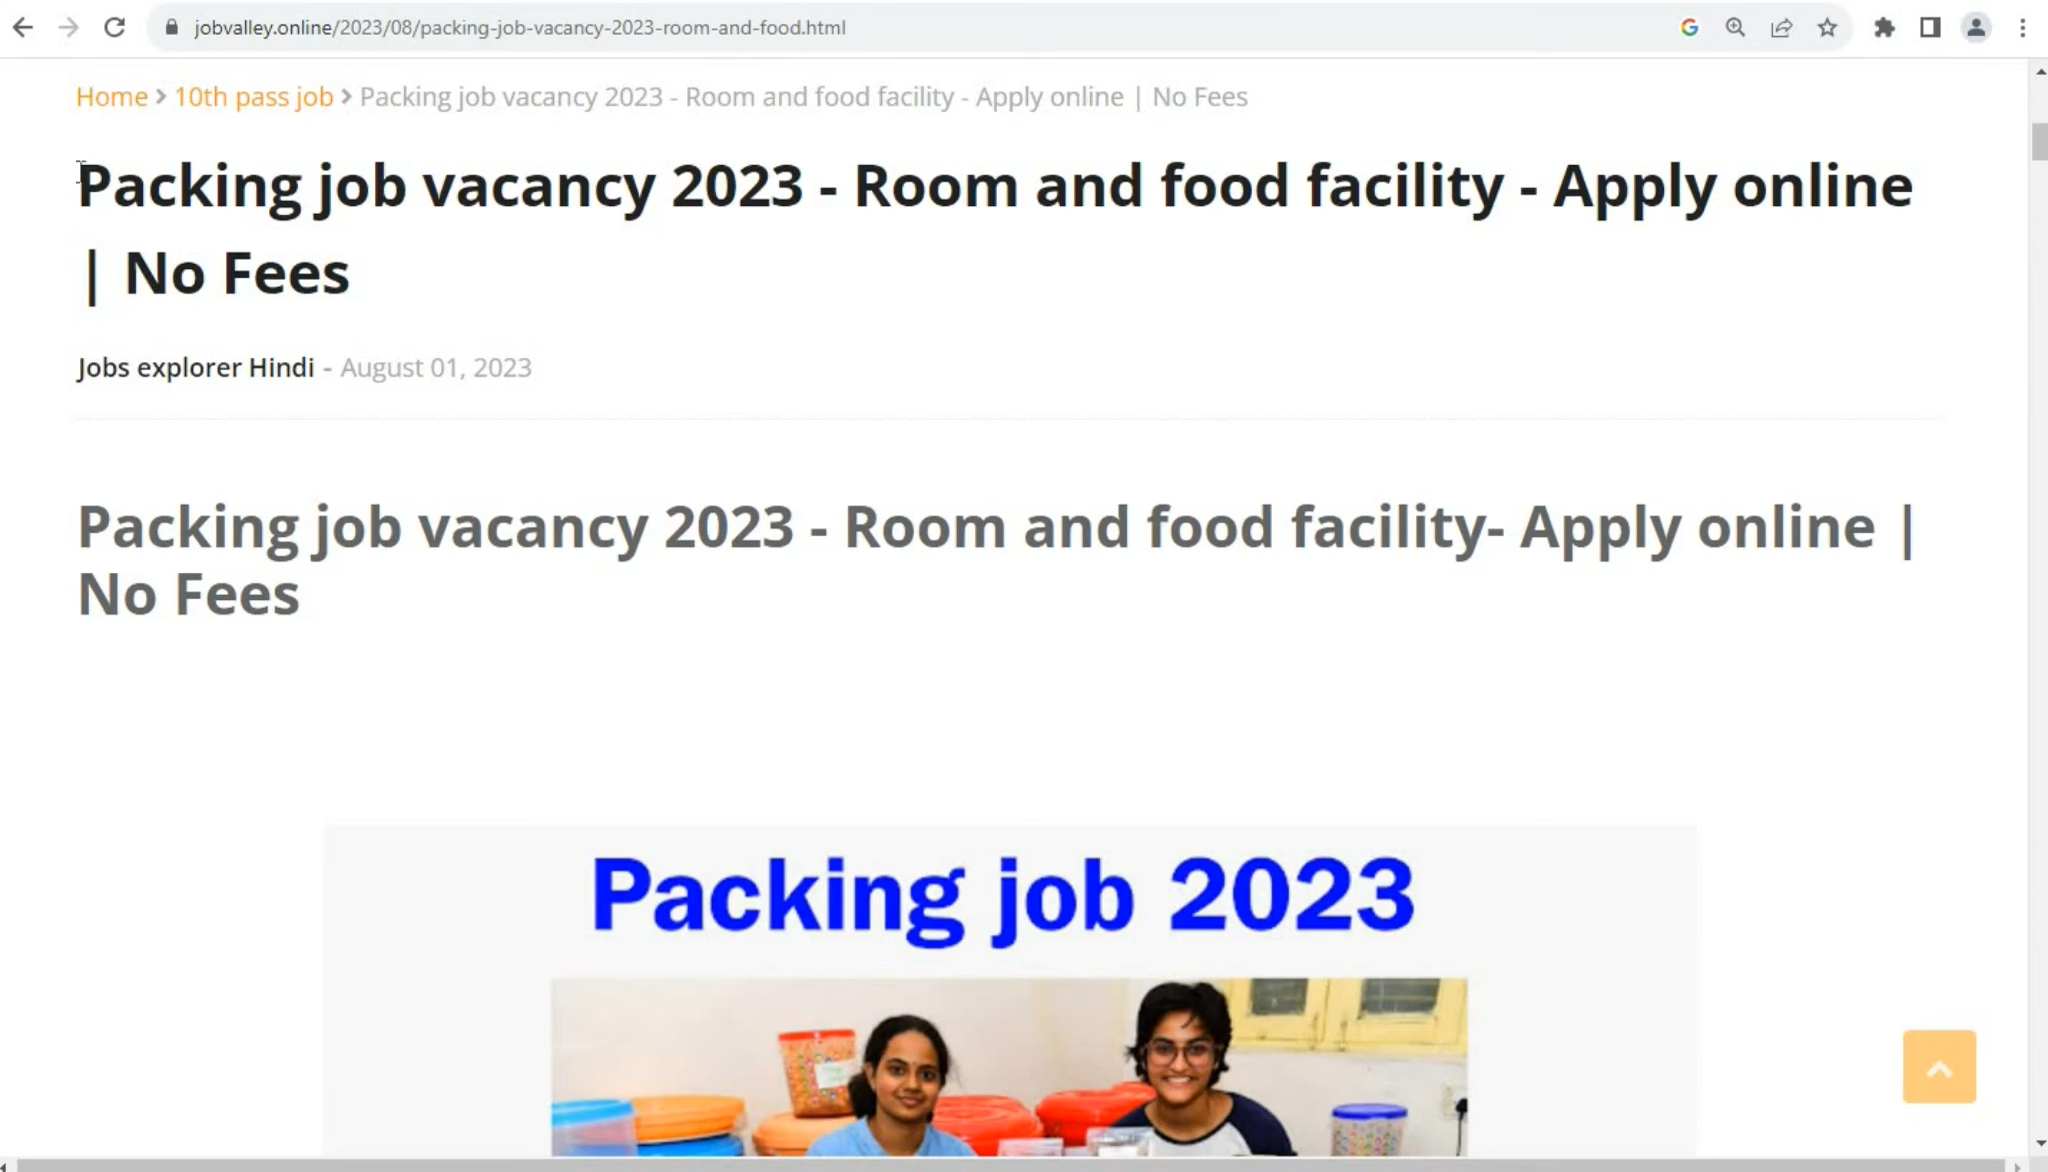 jobvalley.online/2023/08/packing-job-vacancy-2023-room-and-food.html
Home > 10th pass job > Packing job vacancy 2023 - Room and food facility - Apply online | No Fees
Packing job vacancy 2023 - Room and food facility - Apply online
| No Fees
Jobs explorer Hindi - August 01, 2023
Packing job vacancy 2023 - Room and food facility- Apply online |
No Fees
Packing job 2023